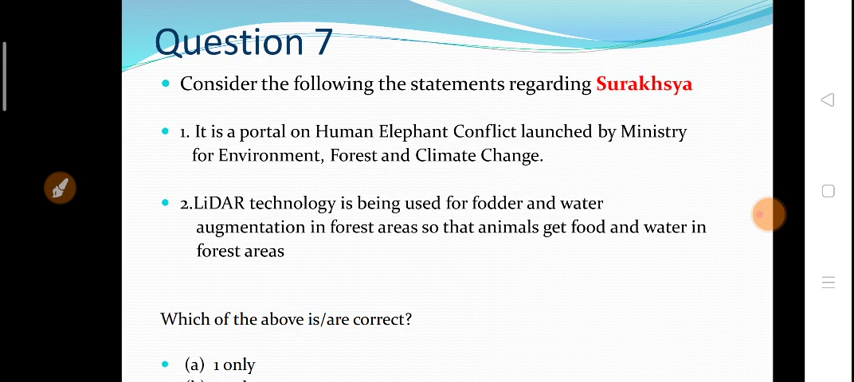 Question 7
Consider the following the statements regarding Surakhsya
1. It is a portal on Human Elephant Conflict launched by Ministry
for Environment, Forest and Climate Change.
2.LiDAR technology is being used for fodder and water
augmentation in forest areas so that animals get food and water in
forest areas
Which of the above is/are correct?
(a) 1 only